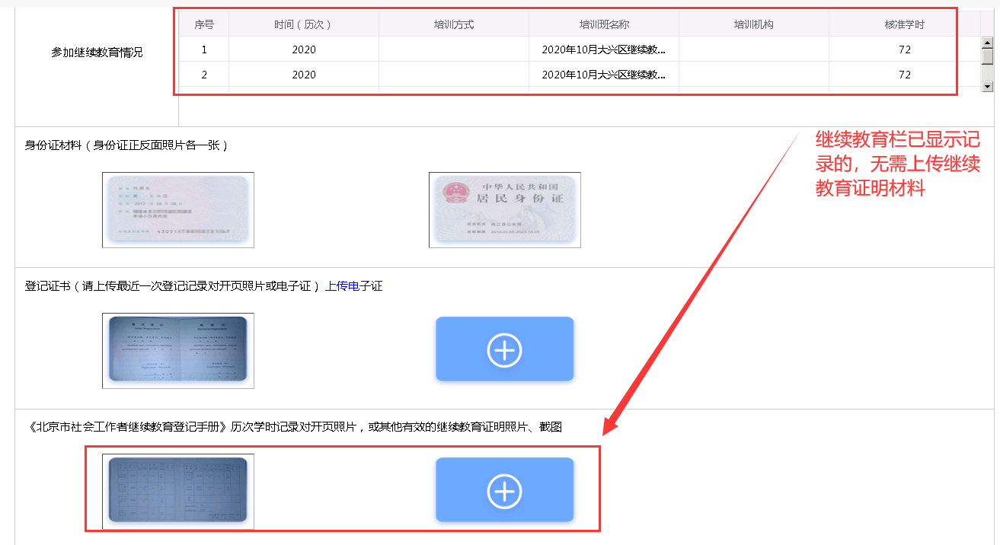 序号 时间（历次） 培训方式 培训班名称 培训机构 核准学时
参加继续教育情况
1 2020 2020年10月大兴区继续教... 72
2 2020 2020年10月大兴区继续教... 72
继续教育栏已显示记
录的，无需上传继续
教育证明材料
身份证材料（身份证正反面照片各一张）
中华人民共和国
居民身份证
登记证书（请上传最近一次登记记录对开页照片或电子证）上传电子证
《北京市社会工作者继续教育登记手册》历次学时记录对开页照片，或其他有效的继续教育证明照片、截图